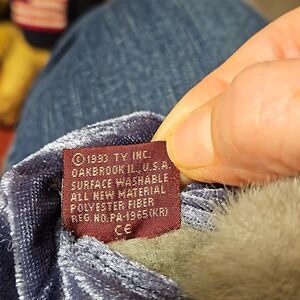 ©1993 TY INC.
OAKBROOK IL, U.S.A.
SURFACE WASHABLE
ALL NEW MATERIAL
POLYESTER FIBER
REG. NO. PA-1965(KR)
CE